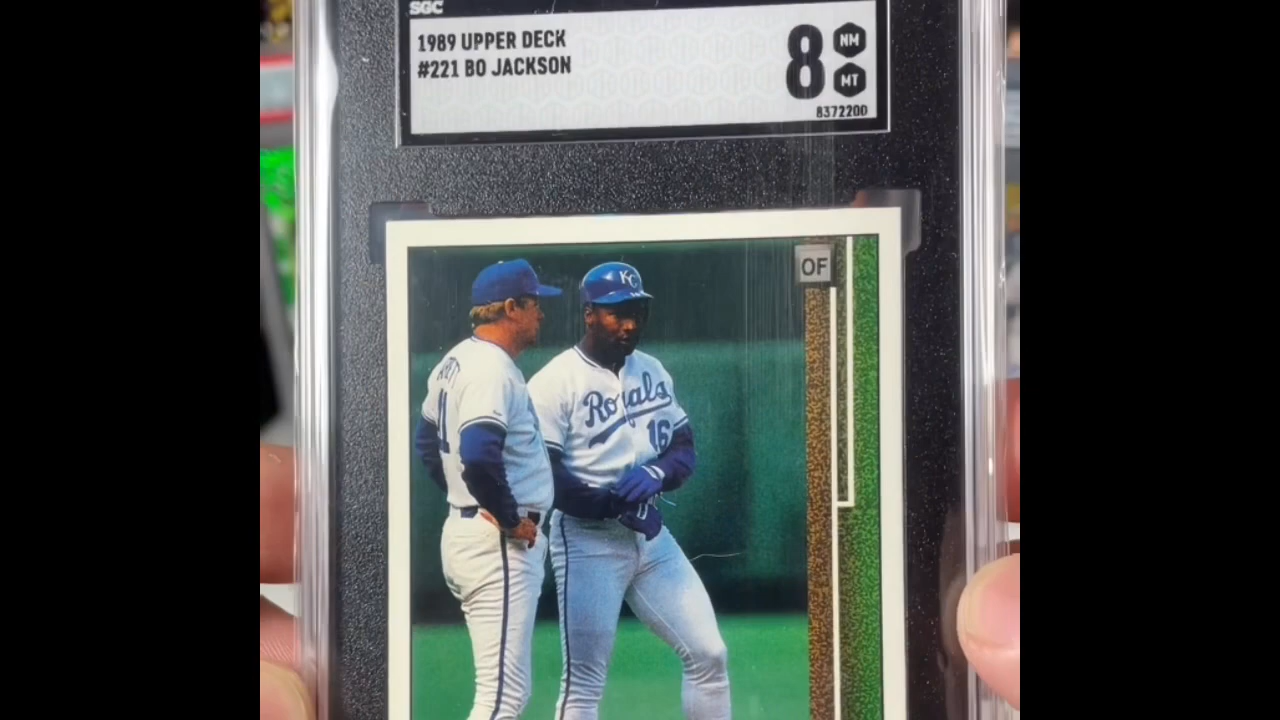 SGC
1989 UPPER DECK
#221 BO JACKSON
8
NM
MT
8372200
OF
KC
Royals
16